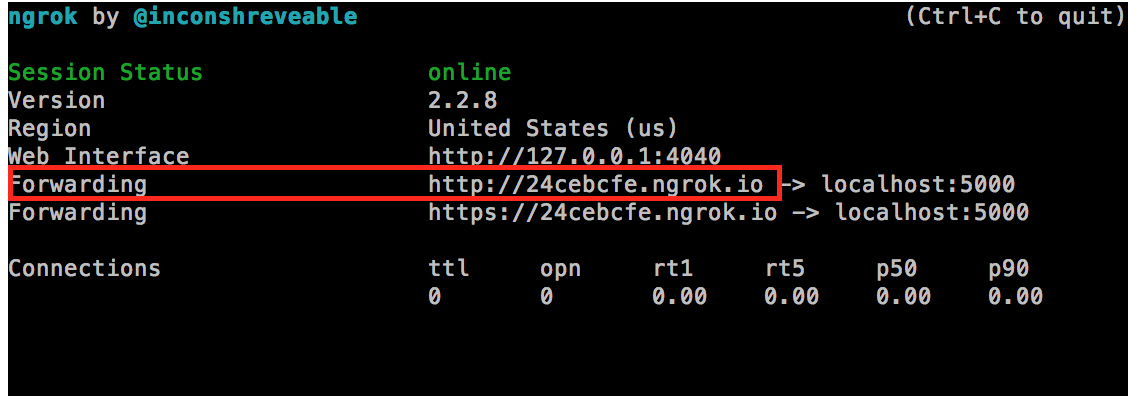 ngrok by @inconshreveable (Ctrl+C to quit)
Session Status online
Version 2.2.8
Region United States (us)
Web Interface http://127.0.0.1:4040
Forwarding http://24cebcfe.ngrok.io -> localhost:5000
Forwarding https://24cebcfe.ngrok.io -> localhost:5000
Connections ttl opn rt1 rt5 p50 p90
0 0 0.00 0.00 0.00 0.00